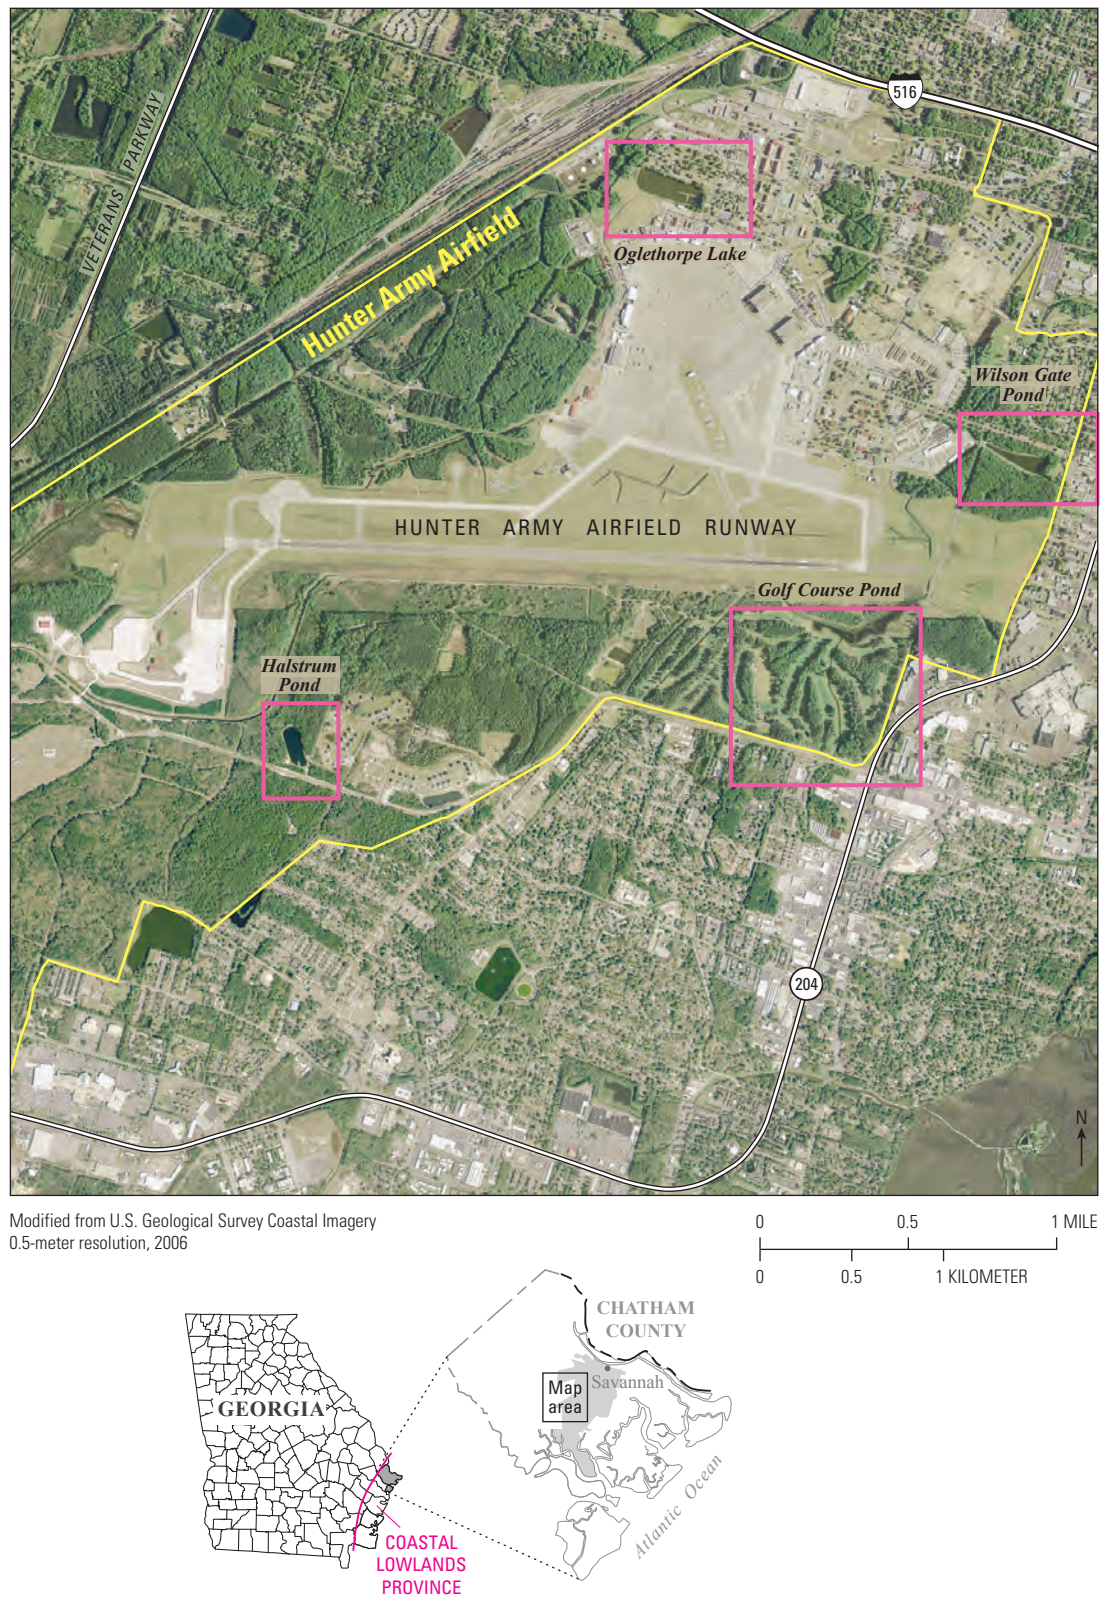 516
VETERANS PARKWAY
Hunter Army Airfield
Oglethorpe Lake
Wilson Gate
Pond
HUNTER ARMY AIRFIELD RUNWAY
Golf Course Pond
Halstrum
Pond
204
N
Modified from U.S. Geological Survey Coastal Imagery
0.5-meter resolution, 2006
0 0.5 1 MILE
0 0.5 1 KILOMETER
CHATHAM
COUNTY
Savannah
Map
area
GEORGIA
Atlantic Ocean
COASTAL
LOWLANDS
PROVINCE